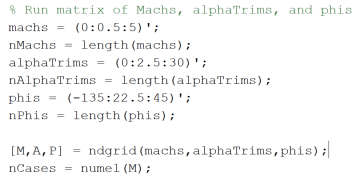 % Run matrix of Machs, alphaTrims, and phis
machs = (0:0.5:5)';
nMachs = length(machs);
alphaTrims = (0:2.5:30)';
nAlphaTrims = length(alphaTrims);
phis = (-135:22.5:45)';
nPhis = length(phis);
[M,A,P] = ndgrid(machs,alphaTrims,phis);
nCases = numel(M);